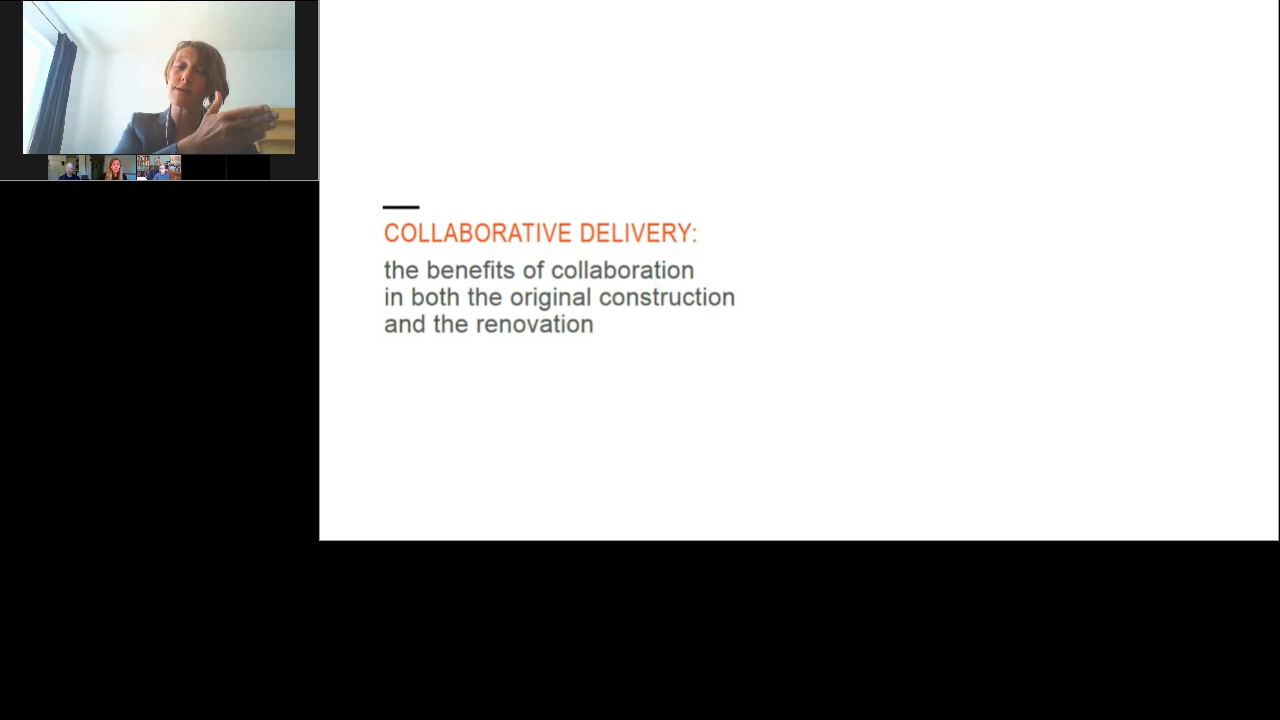 COLLABORATIVE DELIVERY:
the benefits of collaboration
in both the original construction
and the renovation